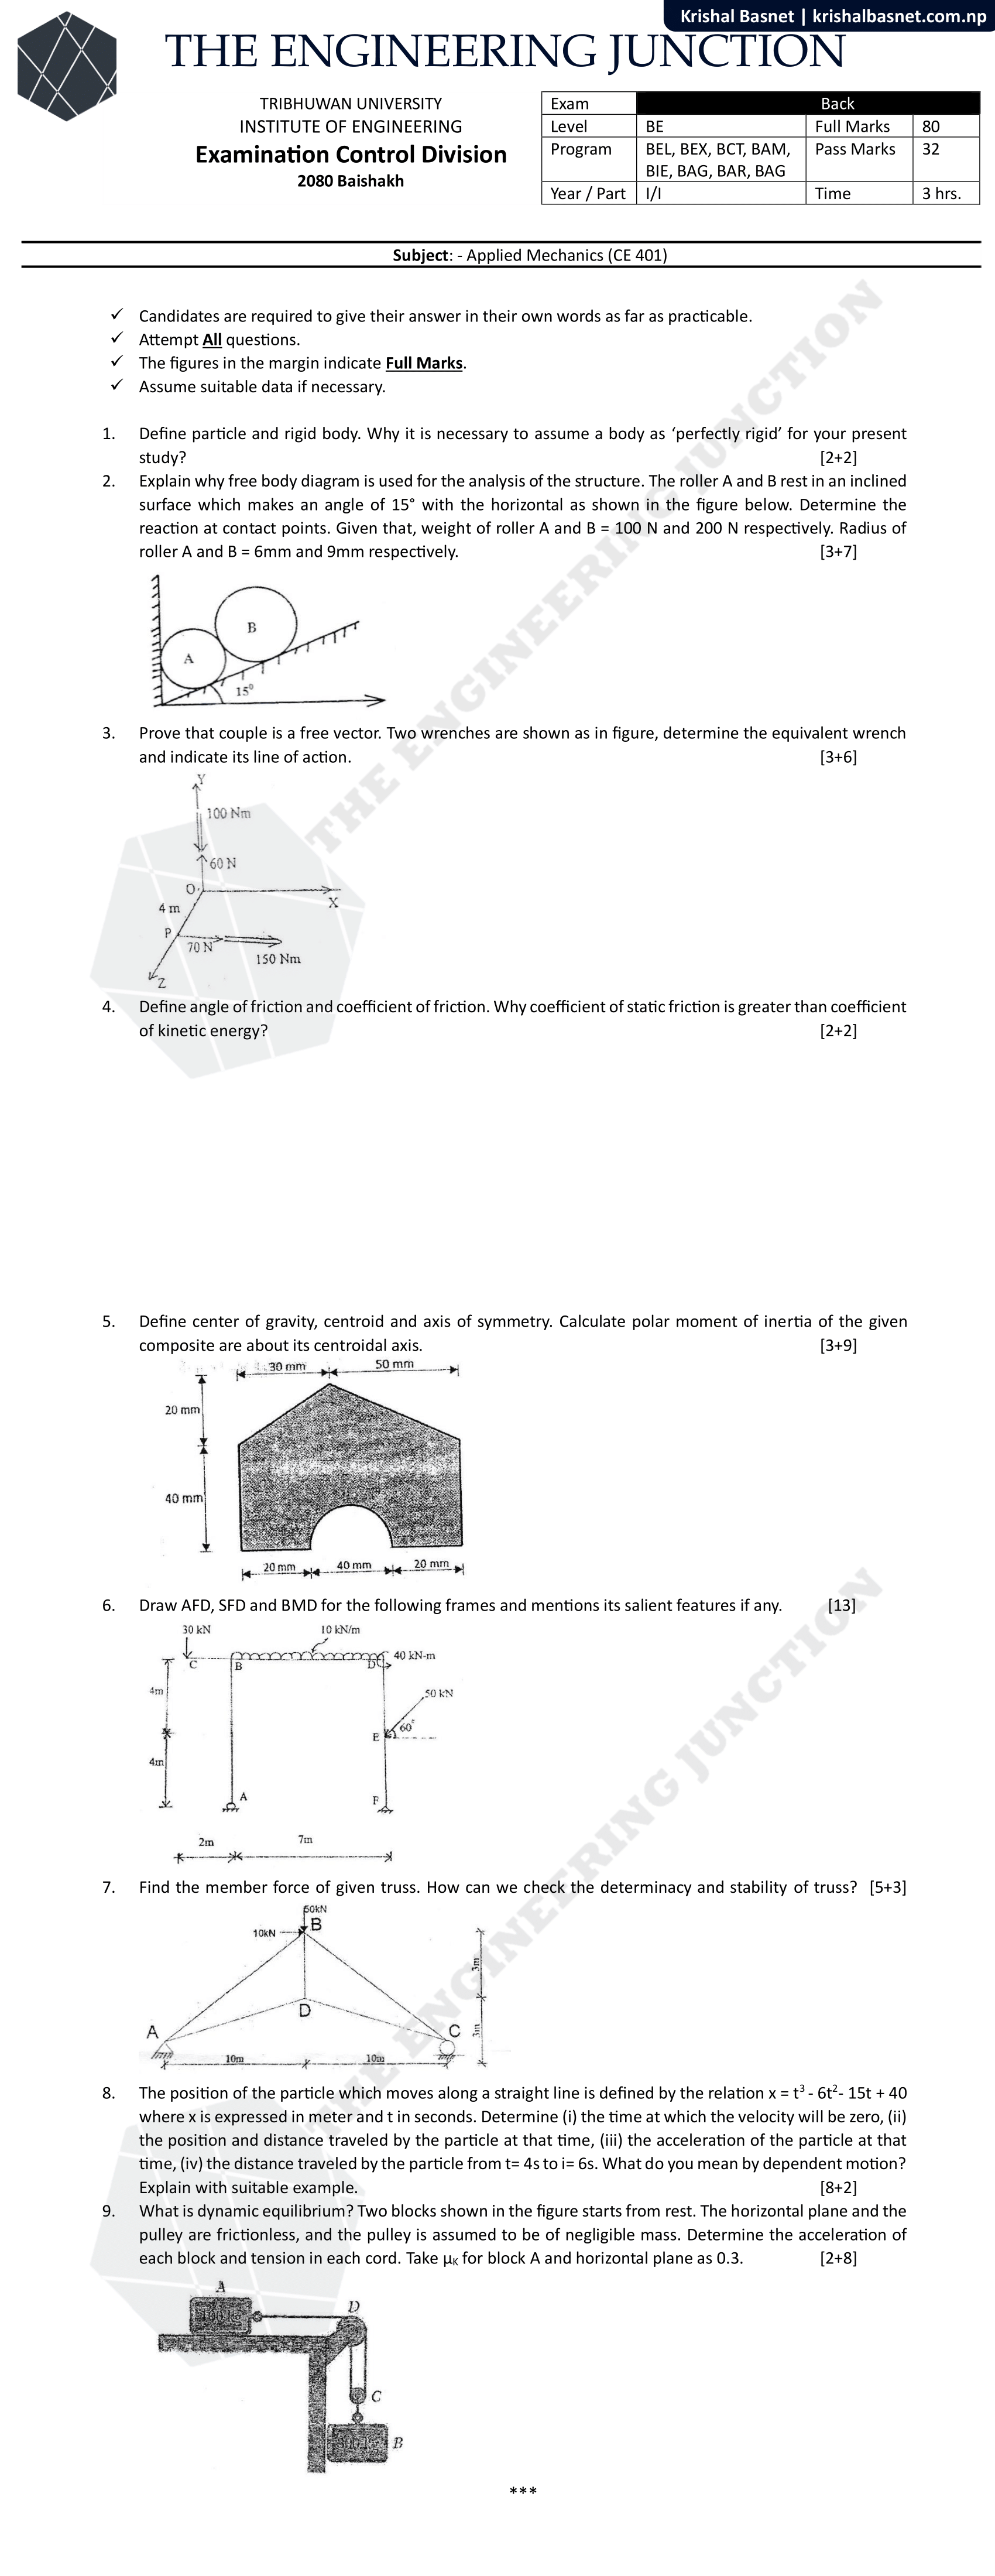 Krishal Basnet | krishalbasnet.com.np
THE ENGINEERING JUNCTION
TRIBHUWAN UNIVERSITY
INSTITUTE OF ENGINEERING
Examination Control Division
2080 Baishakh
Exam Back
Level BE Full Marks 80
Program BEL, BEX, BCT, BAM, Pass Marks 32
BIE, BAG, BAR, BAG
Year / Part I/I Time 3 hrs.
Subject: - Applied Mechanics (CE 401)
✓ Candidates are required to give their answer in their own words as far as practicable.
✓ Attempt All questions.
✓ The figures in the margin indicate Full Marks.
✓ Assume suitable data if necessary.
1. Define particle and rigid body. Why it is necessary to assume a body as ‘perfectly rigid’ for your present
study? [2+2]
2. Explain why free body diagram is used for the analysis of the structure. The roller A and B rest in an inclined
surface which makes an angle of 15° with the horizontal as shown in the figure below. Determine the
reaction at contact points. Given that, weight of roller A and B = 100 N and 200 N respectively. Radius of
roller A and B = 6mm and 9mm respectively. [3+7]
B
A
15°
3. Prove that couple is a free vector. Two wrenches are shown as in figure, determine the equivalent wrench
and indicate its line of action. [3+6]
Y
100 Nm
60 N
O
X
4 m
P
70 N
150 Nm
Z
4. Define angle of friction and coefficient of friction. Why coefficient of static friction is greater than coefficient
of kinetic energy? [2+2]
THE ENGINEERING JUNCTION
5. Define center of gravity, centroid and axis of symmetry. Calculate polar moment of inertia of the given
composite are about its centroidal axis. [3+9]
30 mm 50 mm
20 mm
40 mm
20 mm 40 mm 20 mm
6. Draw AFD, SFD and BMD for the following frames and mentions its salient features if any. [13]
30 kN 10 kN/m
C B D 40 kN-m
4m
50 kN
E 60°
4m
A F
2m 7m
7. Find the member force of given truss. How can we check the determinacy and stability of truss? [5+3]
50kN
10kN B
3m
D
A C
3m
10m 10m
8. The position of the particle which moves along a straight line is defined by the relation x = t³ - 6t²- 15t + 40
where x is expressed in meter and t in seconds. Determine (i) the time at which the velocity will be zero, (ii)
the position and distance traveled by the particle at that time, (iii) the acceleration of the particle at that
time, (iv) the distance traveled by the particle from t= 4s to i= 6s. What do you mean by dependent motion?
Explain with suitable example. [8+2]
9. What is dynamic equilibrium? Two blocks shown in the figure starts from rest. The horizontal plane and the
pulley are frictionless, and the pulley is assumed to be of negligible mass. Determine the acceleration of
each block and tension in each cord. Take μK for block A and horizontal plane as 0.3. [2+8]
A
D
C
B
***
THE ENGINEERING JUNCTION